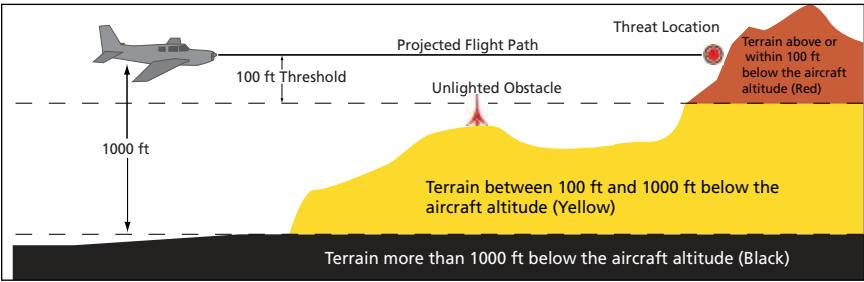 Threat Location
Projected Flight Path
Terrain above or
within 100 ft
below the aircraft
altitude (Red)
100 ft Threshold
Unlighted Obstacle
1000 ft
Terrain between 100 ft and 1000 ft below the
aircraft altitude (Yellow)
Terrain more than 1000 ft below the aircraft altitude (Black)